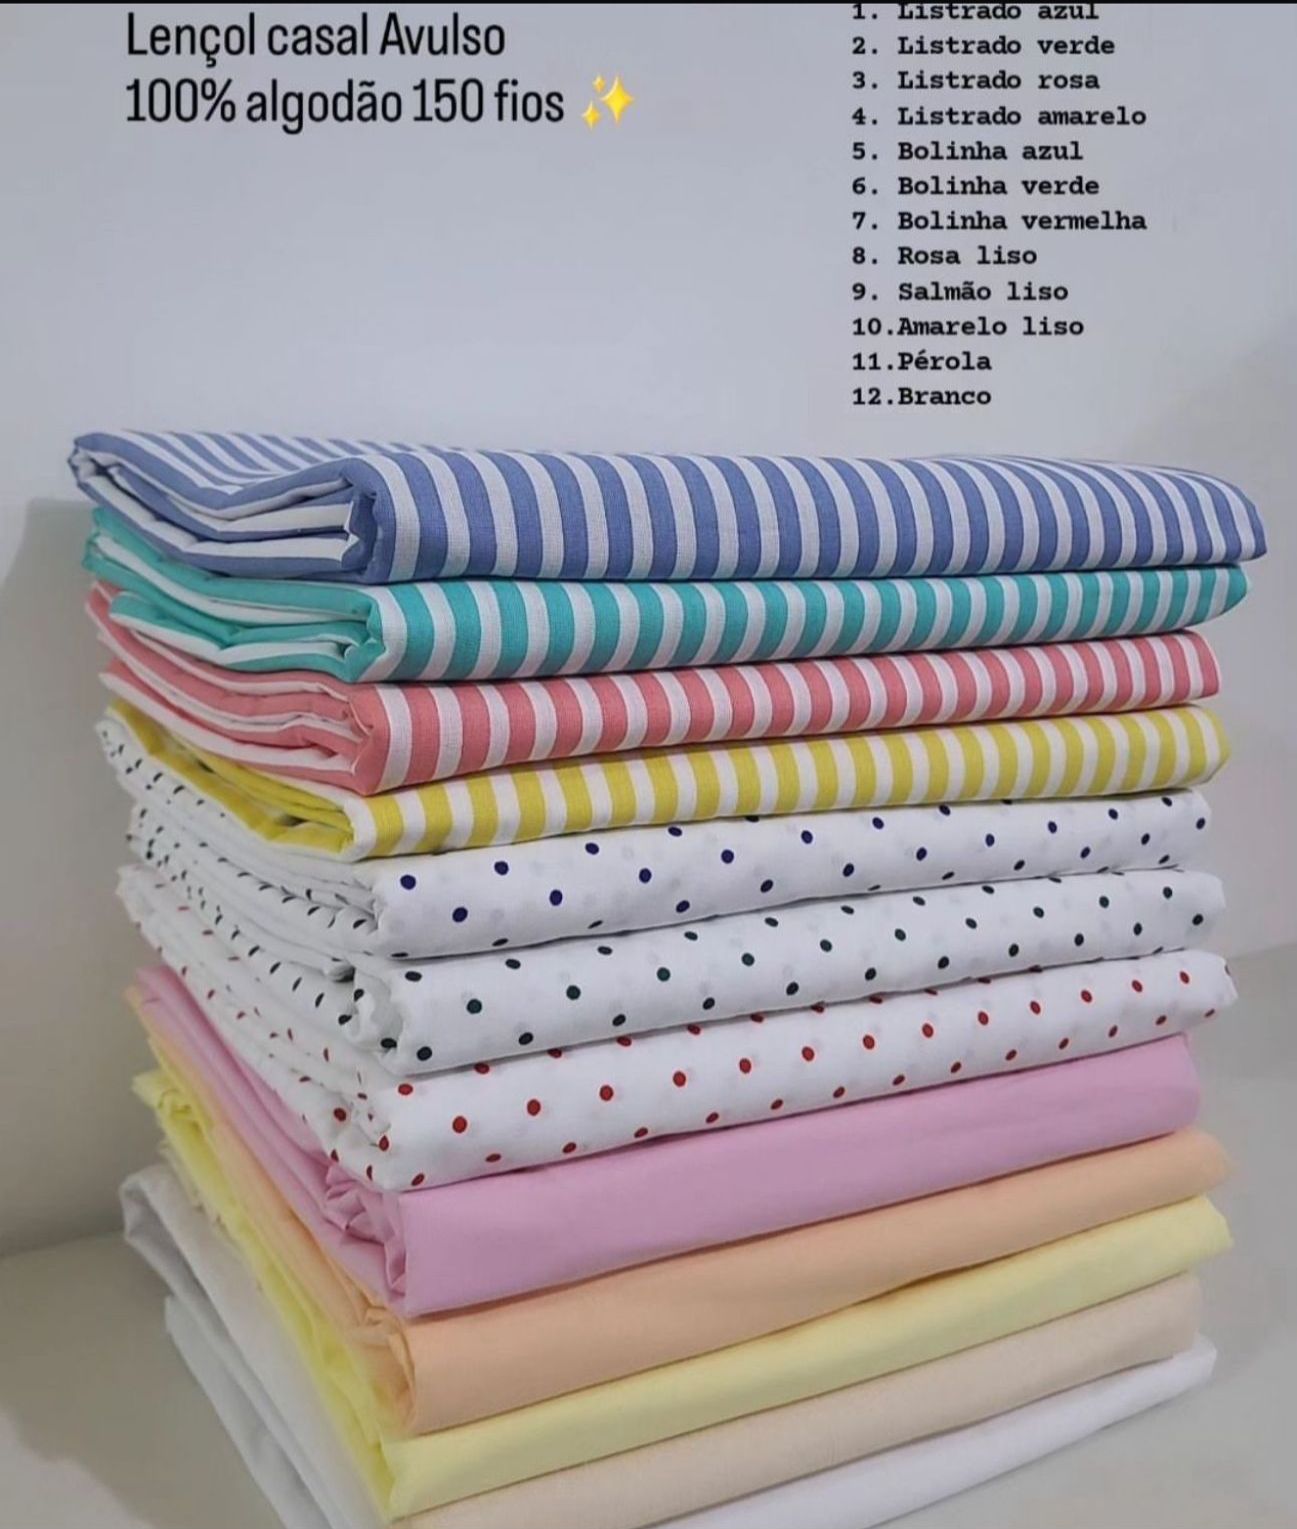 Lençol casal Avulso
100% algodão 150 fios ✨
1. Listrado azul
2. Listrado verde
3. Listrado rosa
4. Listrado amarelo
5. Bolinha azul
6. Bolinha verde
7. Bolinha vermelha
8. Rosa liso
9. Salmão liso
10.Amarelo liso
11.Pérola
12.Branco